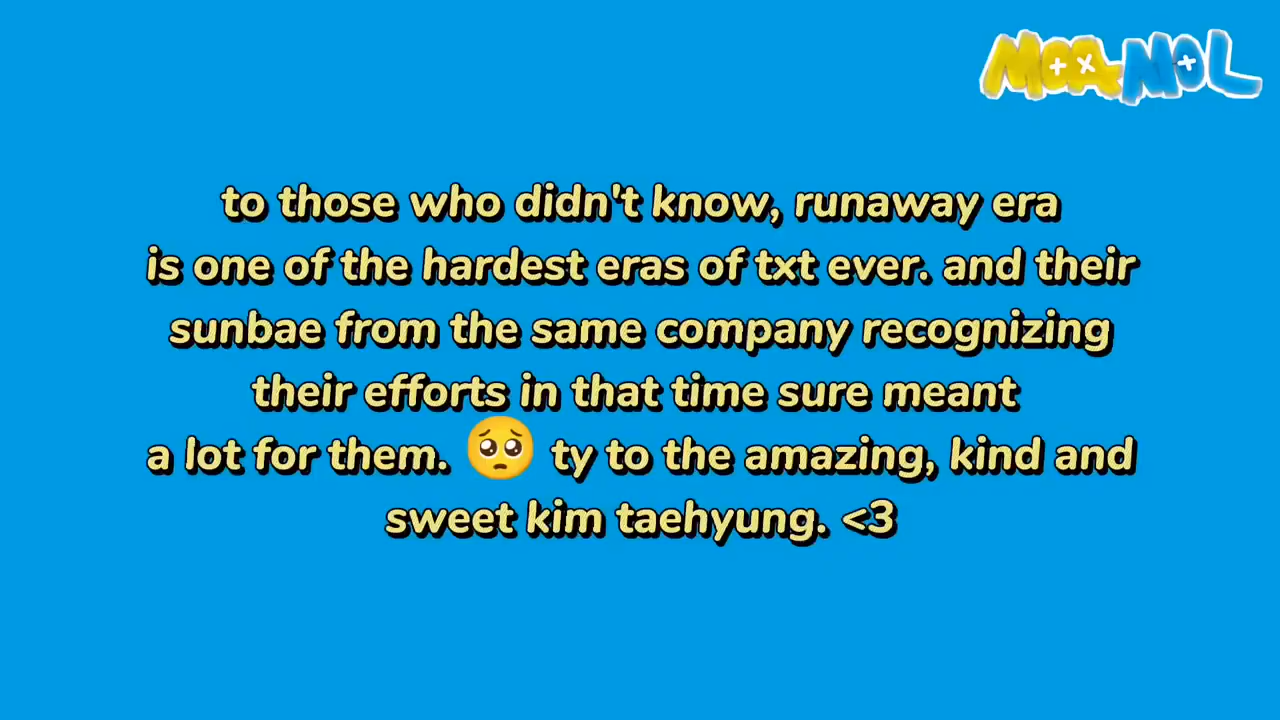 MOA MOL
to those who didn't know, runaway era
is one of the hardest eras of txt ever. and their
sunbae from the same company recognizing
their efforts in that time sure meant
a lot for them. 🥺 ty to the amazing, kind and
sweet kim taehyung. <3